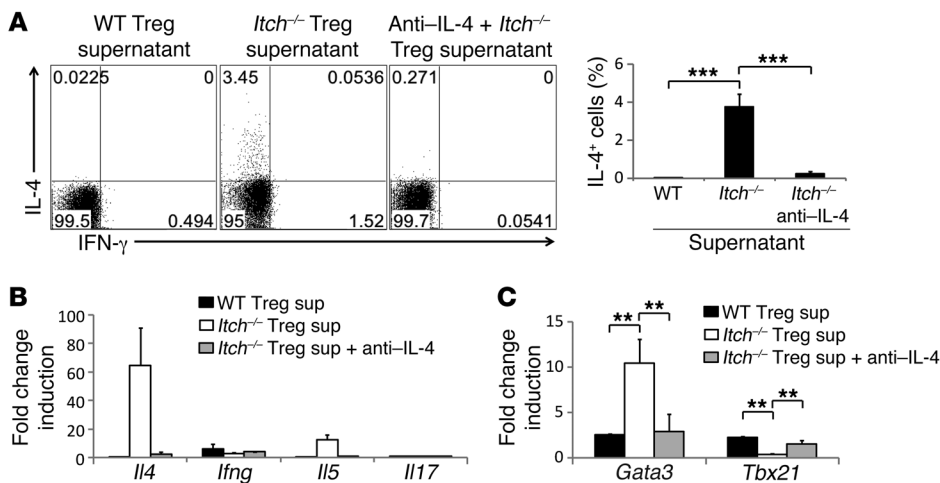 A
WT Treg
supernatant
Itch–/– Treg
supernatant
Anti–IL-4 + Itch–/–
Treg supernatant
0.0225 0
3.45 0.0536
0.271 0
99.5 0.494
95 1.52
99.7 0.0541
IL-4
IFN-γ
IL-4+ cells (%)
6
4
2
0
***
***
WT
Itch–/–
Itch–/–
anti–IL-4
Supernatant
B
WT Treg sup
Itch–/– Treg sup
Itch–/– Treg sup + anti–IL-4
Fold change
induction
100
80
60
40
20
0
Il4
Ifng
Il5
Il17
C
WT Treg sup
Itch–/– Treg sup
Itch–/– Treg sup + anti–IL-4
Fold change
induction
15
10
5
0
**
**
**
**
Gata3
Tbx21